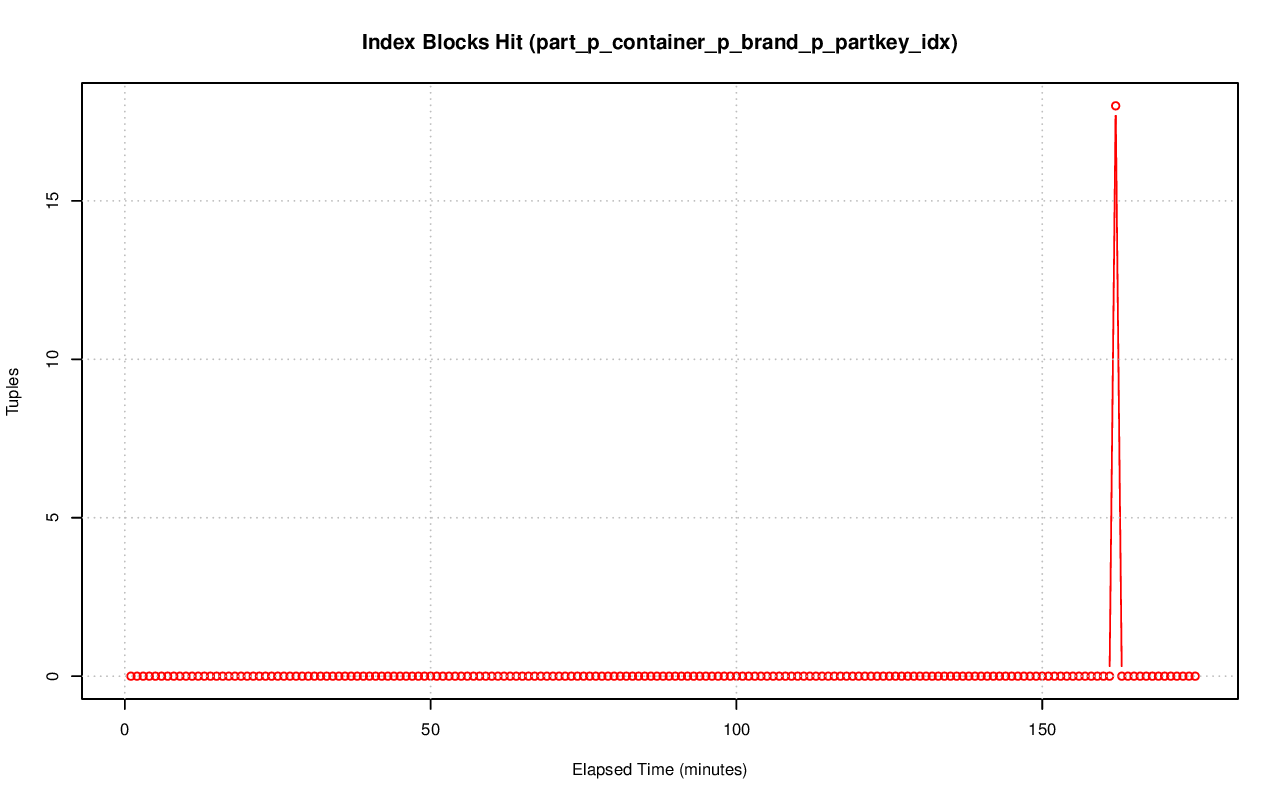 Index Blocks Hit (part_p_container_p_brand_p_partkey_idx)
Tuples
15
10
5
0
0 50 100 150
Elapsed Time (minutes)